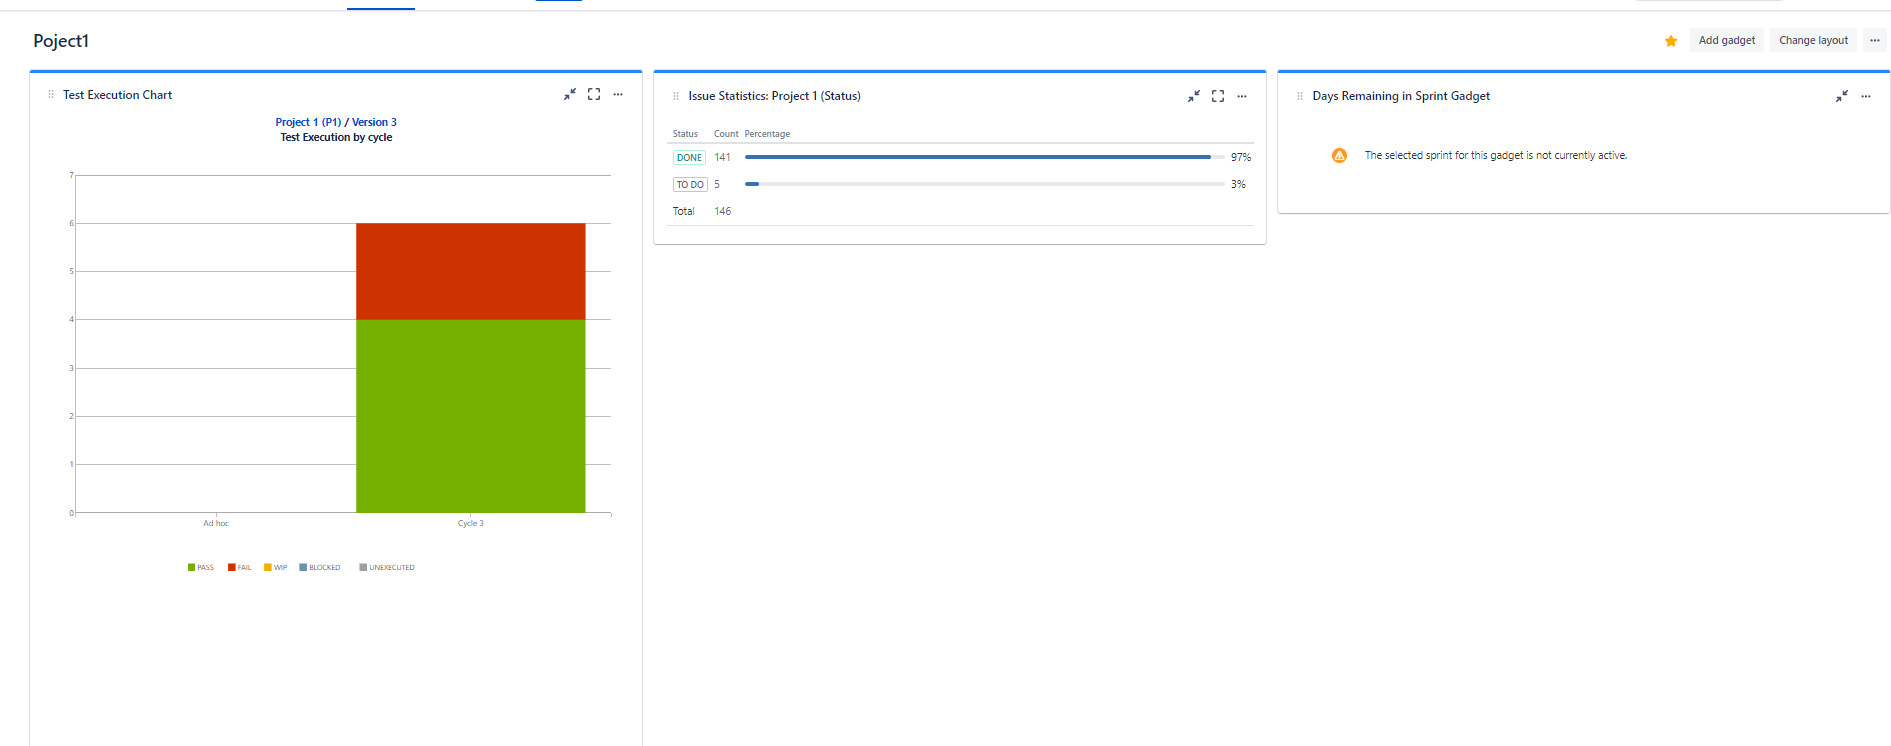 Poject1
Add gadget
Change layout
Test Execution Chart
Project 1 (P1) / Version 3
Test Execution by cycle
7
6
5
4
3
2
1
0
Ad hoc
Cycle 3
PASS FAIL WIP BLOCKED UNEXECUTED
Issue Statistics: Project 1 (Status)
Status Count Percentage
DONE 141 97%
TO DO 5 3%
Total 146
Days Remaining in Sprint Gadget
The selected sprint for this gadget is not currently active.